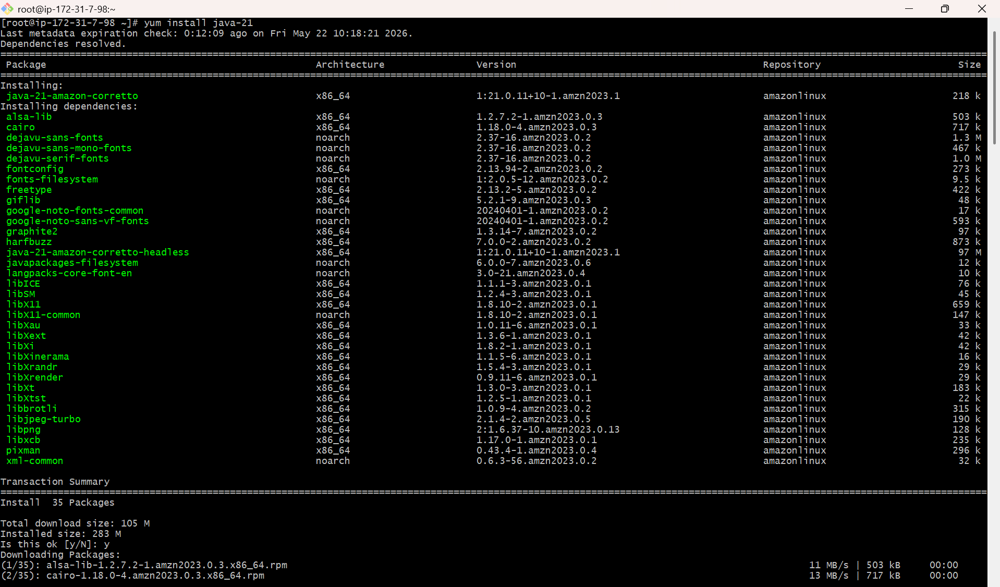 root@ip-172-31-7-98:~
[root@ip-172-31-7-98 ~]# yum install java-21
Last metadata expiration check: 0:12:09 ago on Fri May 22 10:18:21 2026.
Dependencies resolved.
Package Architecture Version Repository Size
Installing:
java-21-amazon-corretto x86_64 1:21.0.11+10-1.amzn2023.1 amazonlinux 218 k
Installing dependencies:
alsa-lib x86_64 1.2.7.2-1.amzn2023.0.3 amazonlinux 503 k
cairo x86_64 1.18.0-4.amzn2023.0.3 amazonlinux 717 k
dejavu-sans-fonts noarch 2.37-16.amzn2023.0.2 amazonlinux 1.3 M
dejavu-sans-mono-fonts noarch 2.37-16.amzn2023.0.2 amazonlinux 467 k
dejavu-serif-fonts noarch 2.37-16.amzn2023.0.2 amazonlinux 1.0 M
fontconfig x86_64 2.13.94-2.amzn2023.0.2 amazonlinux 273 k
fonts-filesystem noarch 1:2.0.5-12.amzn2023.0.2 amazonlinux 9.5 k
freetype x86_64 2.13.2-5.amzn2023.0.2 amazonlinux 422 k
giflib x86_64 5.2.1-9.amzn2023.0.3 amazonlinux 48 k
google-noto-fonts-common noarch 20240401-1.amzn2023.0.2 amazonlinux 17 k
google-noto-sans-vf-fonts noarch 20240401-1.amzn2023.0.2 amazonlinux 593 k
graphite2 x86_64 1.3.14-7.amzn2023.0.2 amazonlinux 97 k
harfbuzz x86_64 7.0.0-2.amzn2023.0.2 amazonlinux 873 k
java-21-amazon-corretto-headless x86_64 1:21.0.11+10-1.amzn2023.1 amazonlinux 97 M
javapackages-filesystem noarch 6.0.0-7.amzn2023.0.6 amazonlinux 12 k
langpacks-core-font-en noarch 3.0-21.amzn2023.0.4 amazonlinux 10 k
libICE x86_64 1.1.1-3.amzn2023.0.1 amazonlinux 76 k
libSM x86_64 1.2.4-3.amzn2023.0.1 amazonlinux 45 k
libX11 x86_64 1.8.10-2.amzn2023.0.1 amazonlinux 659 k
libX11-common noarch 1.8.10-2.amzn2023.0.1 amazonlinux 147 k
libXau x86_64 1.0.11-6.amzn2023.0.1 amazonlinux 33 k
libXext x86_64 1.3.6-1.amzn2023.0.1 amazonlinux 42 k
libXi x86_64 1.8.2-1.amzn2023.0.1 amazonlinux 42 k
libXinerama x86_64 1.1.5-6.amzn2023.0.1 amazonlinux 16 k
libXrandr x86_64 1.5.4-3.amzn2023.0.1 amazonlinux 29 k
libXrender x86_64 0.9.11-6.amzn2023.0.1 amazonlinux 29 k
libXt x86_64 1.3.0-3.amzn2023.0.1 amazonlinux 183 k
libXtst x86_64 1.2.5-1.amzn2023.0.1 amazonlinux 22 k
libbrotli x86_64 1.0.9-4.amzn2023.0.2 amazonlinux 315 k
libjpeg-turbo x86_64 2.1.4-2.amzn2023.0.5 amazonlinux 190 k
libpng x86_64 2:1.6.37-10.amzn2023.0.13 amazonlinux 128 k
libxcb x86_64 1.17.0-1.amzn2023.0.1 amazonlinux 235 k
pixman x86_64 0.43.4-1.amzn2023.0.4 amazonlinux 296 k
xml-common noarch 0.6.3-56.amzn2023.0.2 amazonlinux 32 k
Transaction Summary
Install 35 Packages
Total download size: 105 M
Installed size: 283 M
Is this ok [y/N]: y
Downloading Packages:
(1/35): alsa-lib-1.2.7.2-1.amzn2023.0.3.x86_64.rpm 11 MB/s | 503 kB 00:00
(2/35): cairo-1.18.0-4.amzn2023.0.3.x86_64.rpm 13 MB/s | 717 kB 00:00